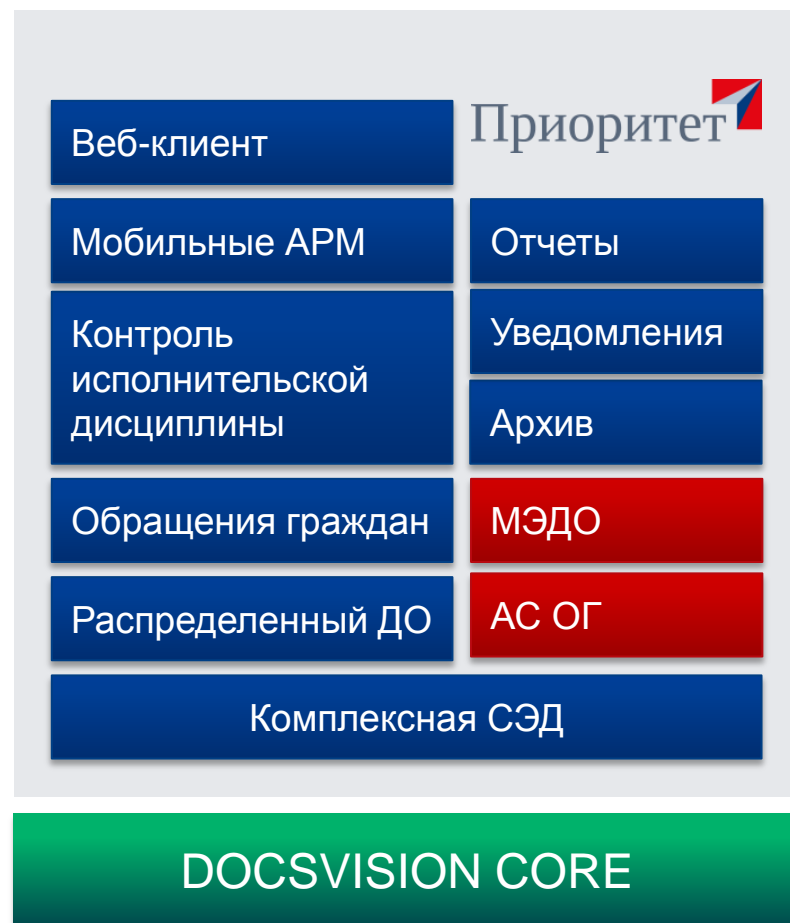 Приоритет
Веб-клиент
Мобильные АРМ
Отчеты
Контроль
исполнительской
дисциплины
Уведомления
Архив
Обращения граждан
МЭДО
Распределенный ДО
АС ОГ
Комплексная СЭД
DOCSVISION CORE